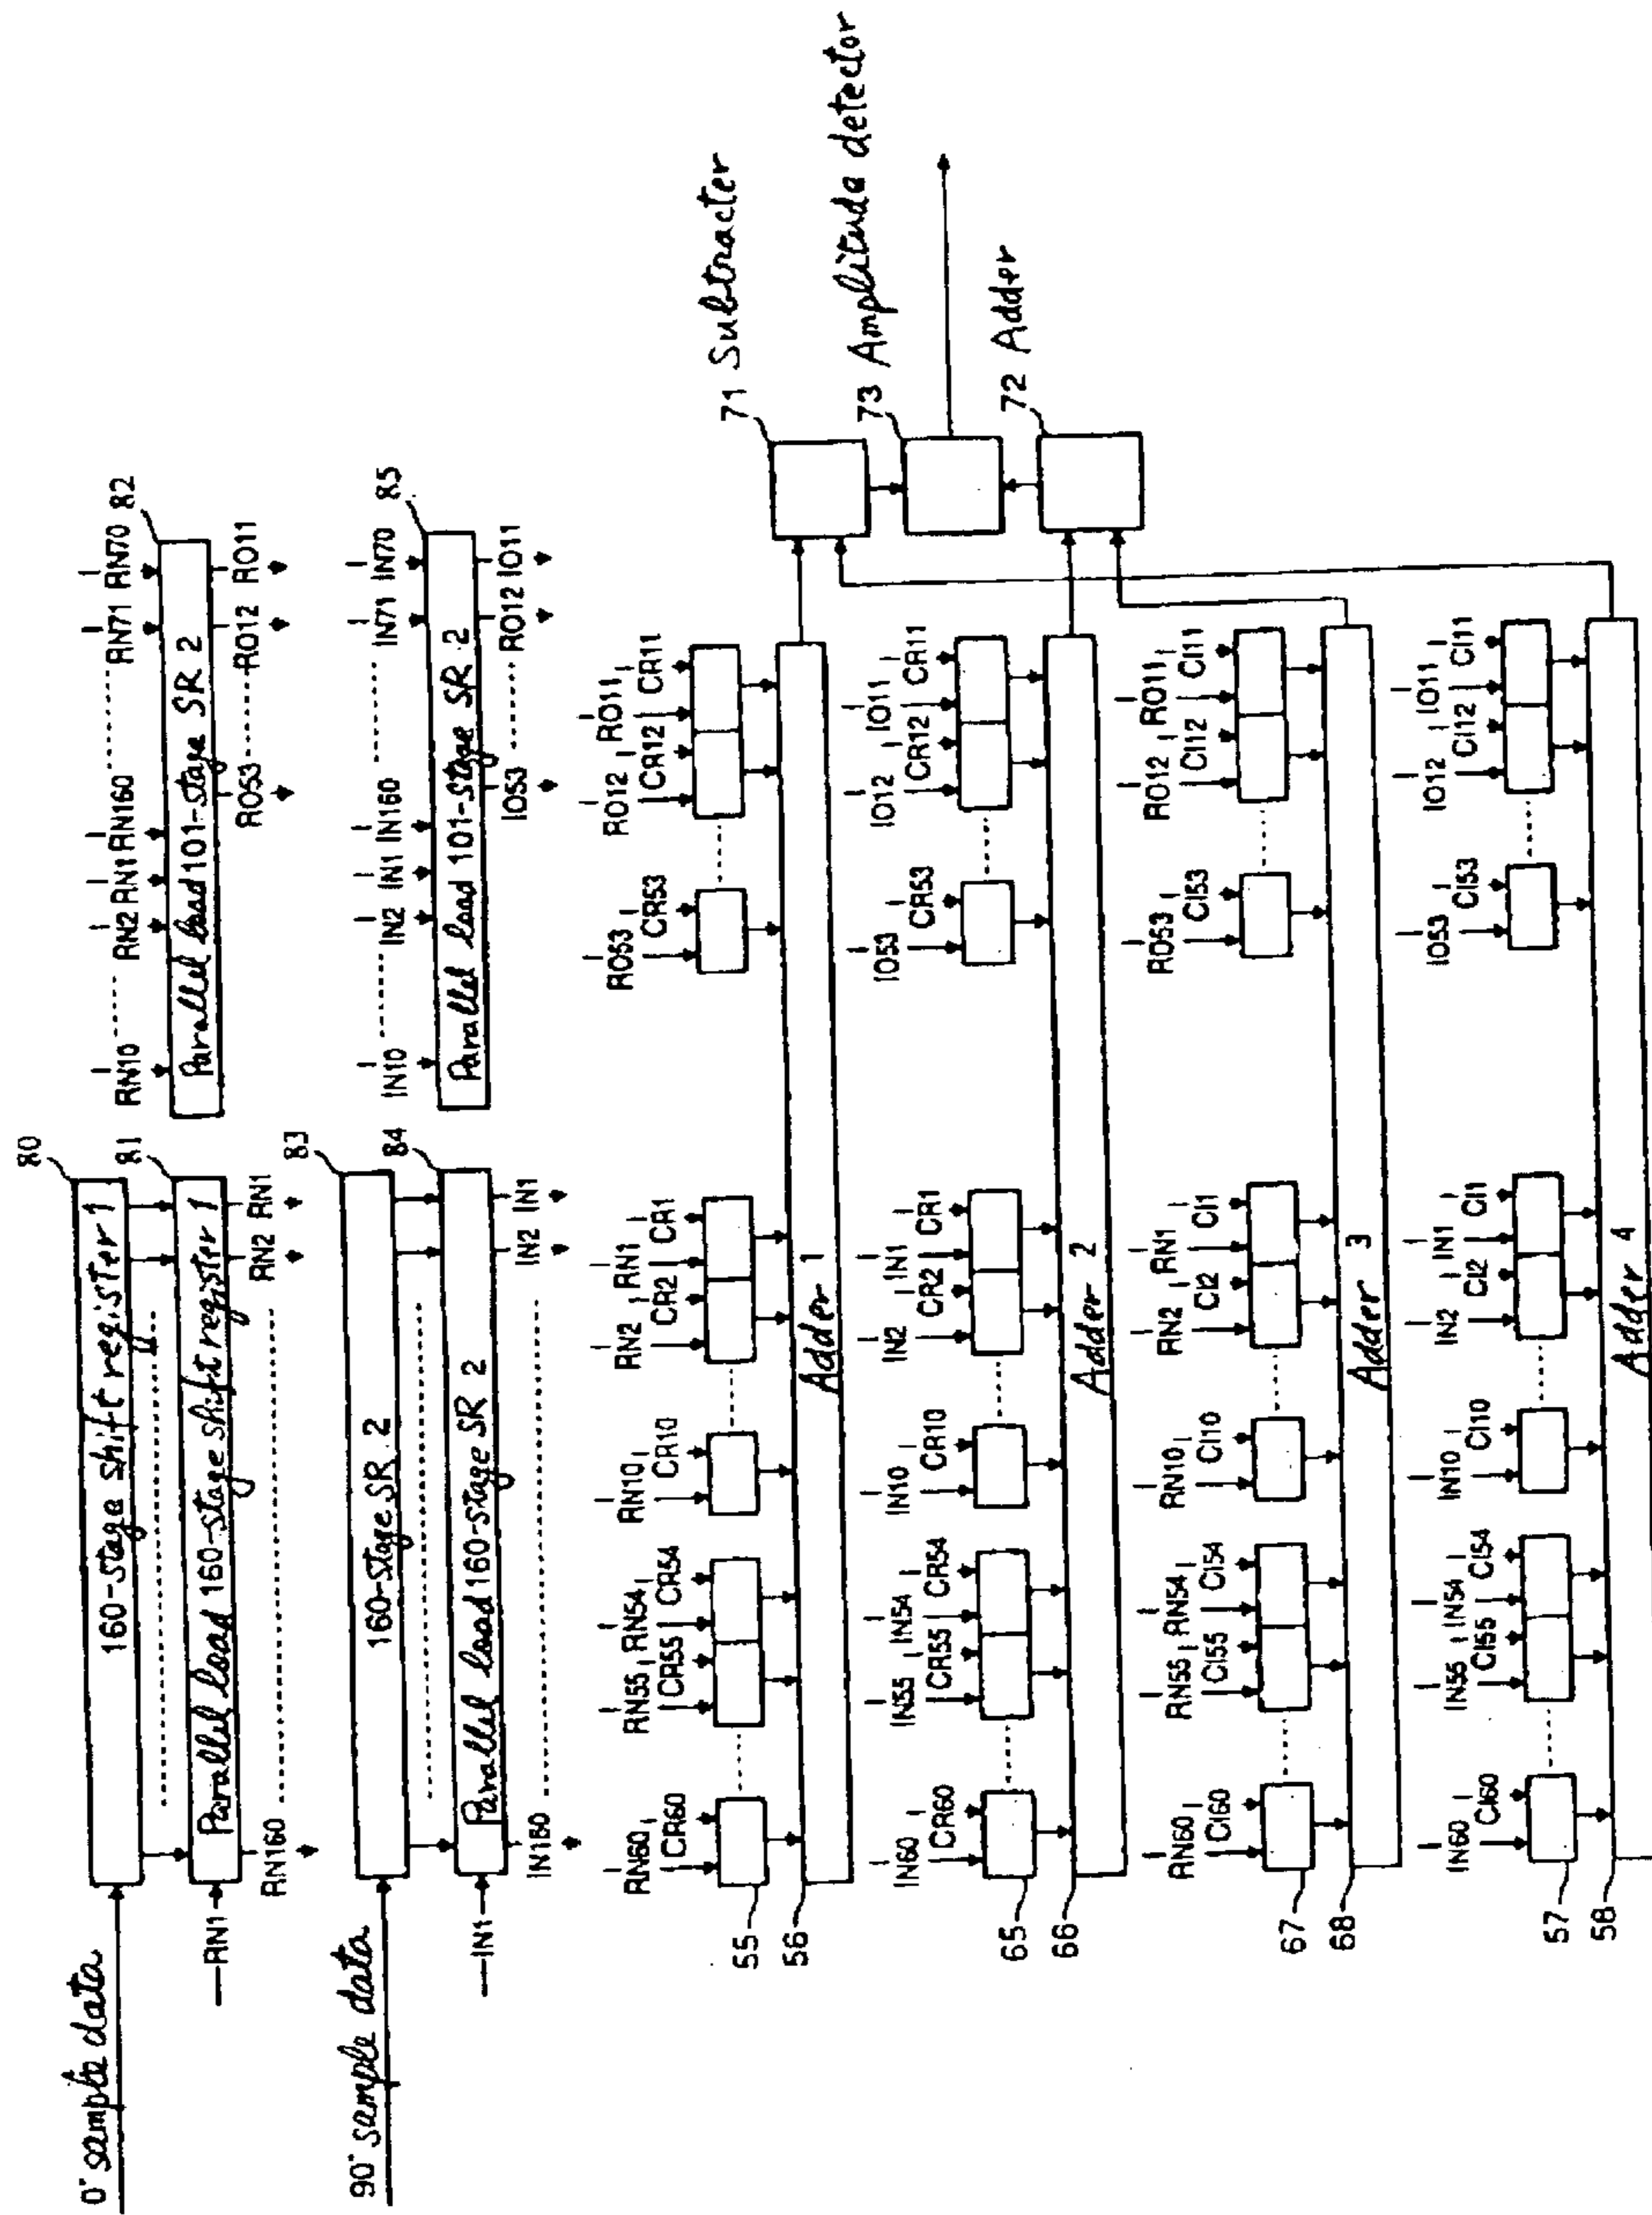 0° sample data
160-stage shift register 1
80
Parallel load 160-stage shift register 1
81
RN1
RN160 RN2 RN1
RN10 RN2 RN1 RN160 RN71 RN70
82
Parallel load 101-stage SR 2
RO53 RO12 RO11
90° sample data
160-stage SR 2
83
Parallel load 160-stage SR 2
84
IN1
IN160 IN2 IN1
IN10 IN2 IN1 IN160 IN71 IN70
85
Parallel load 101-stage SR 2
IO53 RO12 IO11
RN60 RN55 RN54 RN10 RN2 RN1 RO53 RO12 RO11
CR60 CR55 CR54 CR10 CR2 CR1 CR53 CR12 CR11
55
56
Adder 1
IN60 IN55 IN54 IN10 IN2 IN1 IO53 IO12 IO11
CR60 CR55 CR54 CR10 CR2 CR1 CR53 CR12 CR11
65
66
Adder 2
RN60 RN55 RN54 RN10 RN2 RN1 RO53 RO12 RO11
CI60 CI55 CI54 CI10 CI2 CI1 CI53 CI12 CI11
67
68
Adder 3
IN60 IN55 IN54 IN10 IN2 IN1 IO53 IO12 IO11
CI60 CI55 CI54 CI10 CI2 CI1 CI53 CI12 CI11
57
58
Adder 4
71 Subtracter
73 Amplitude detector
72 Adder